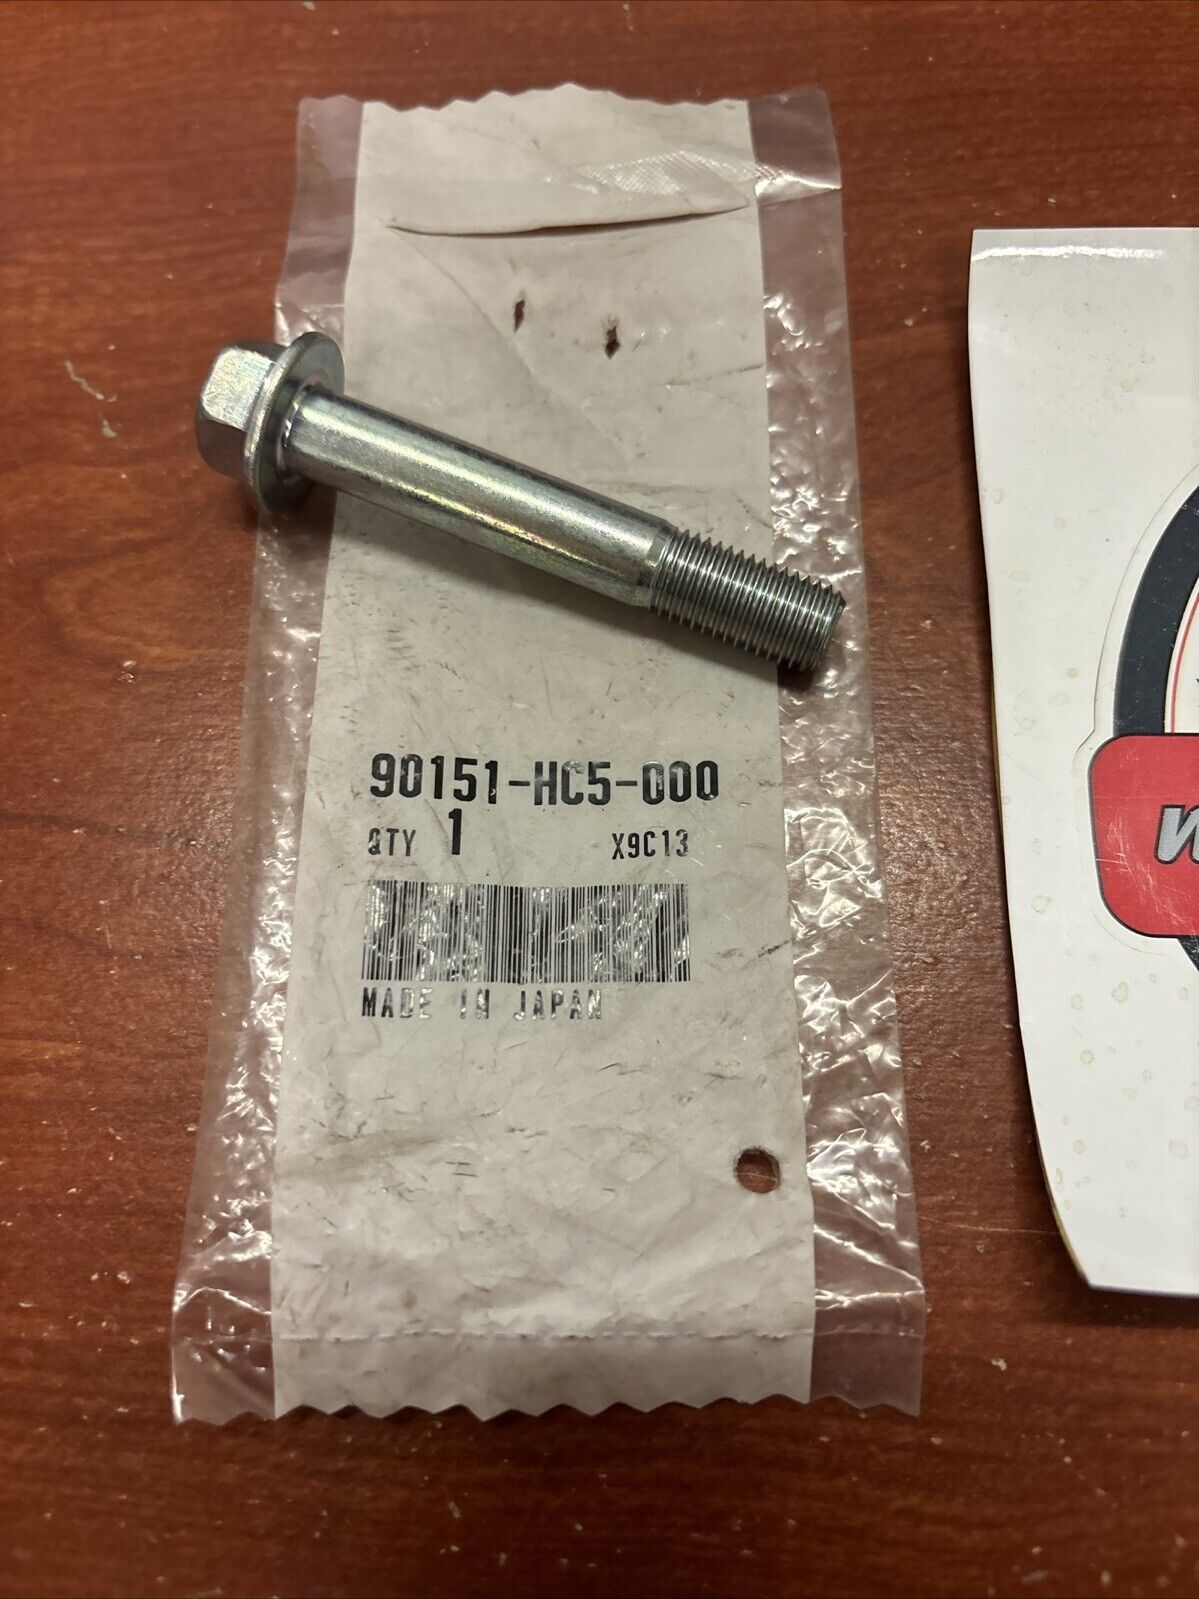 90151-HC5-000
QTY 1 X9C13
MADE IN JAPAN